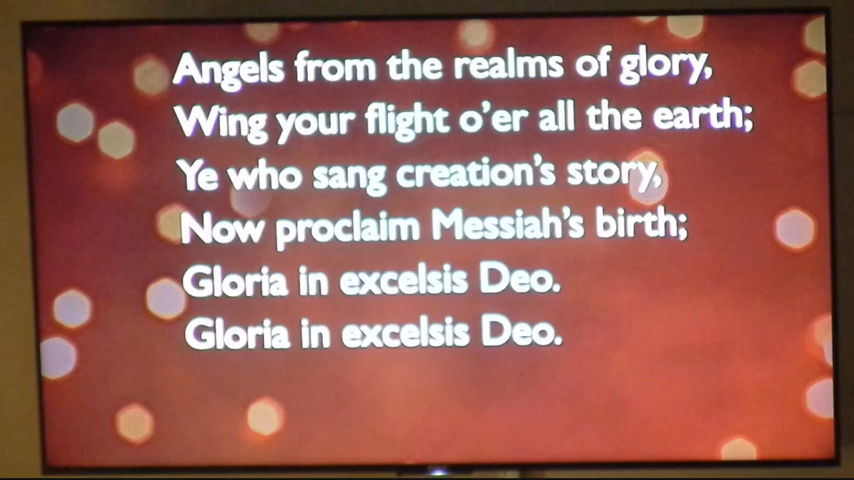 Angels from the realms of glory,
Wing your flight o'er all the earth;
Ye who sang creation's story,
Now proclaim Messiah's birth;
Gloria in excelsis Deo.
Gloria in excelsis Deo.